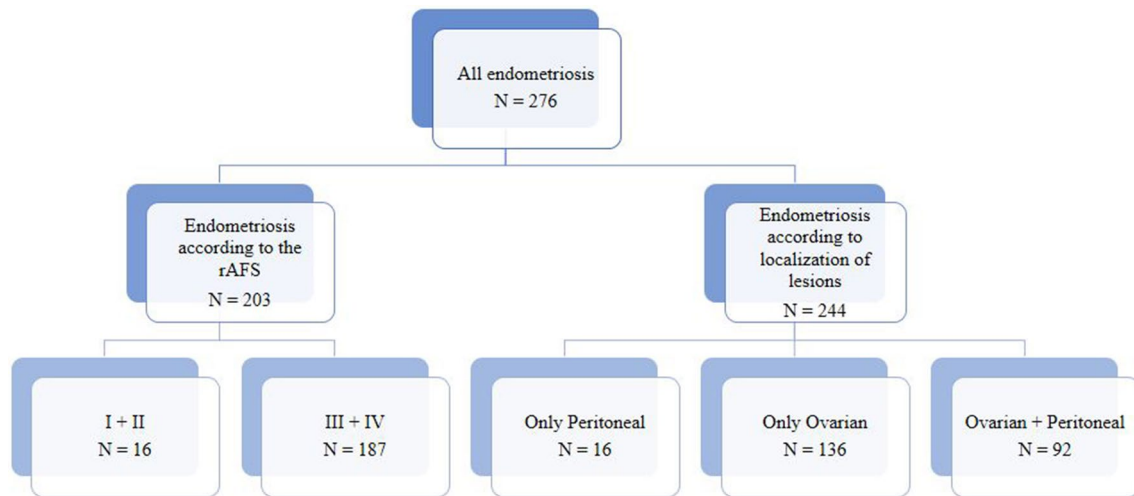 All endometriosis
N = 276
Endometriosis
according to the
rAFS
N = 203
Endometriosis
according to
localization of
lesions
N = 244
I + II
N = 16
III + IV
N = 187
Only Peritoneal
N = 16
Only Ovarian
N = 136
Ovarian + Peritoneal
N = 92